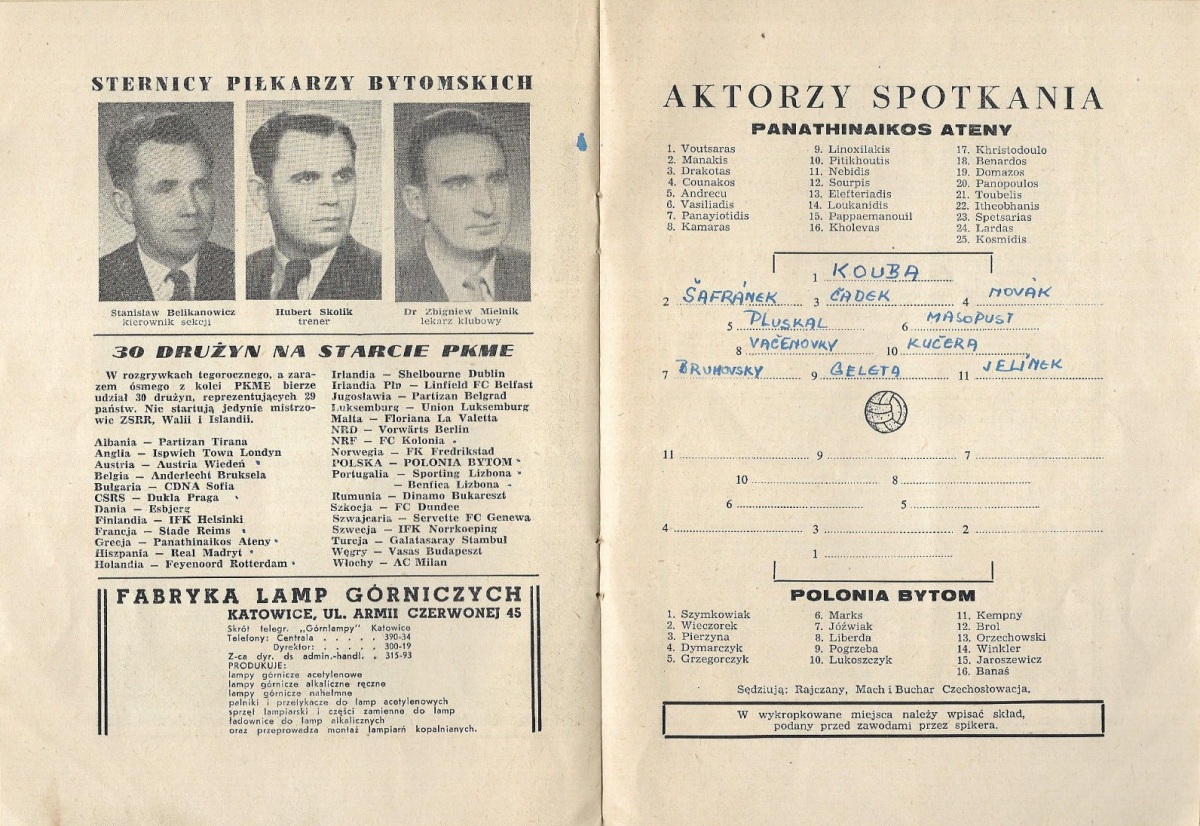 STERNICY PIŁKARZY BYTOMSKICH
Stanisław Belikanowicz
kierownik sekcji
Hubert Skolik
trener
Dr Zbigniew Mielnik
lekarz klubowy
30 DRUŻYN NA STARCIE PKME
W rozgrywkach tegorocznej, a zara-
zem ósmego z kolei PKME bierze
udział 30 drużyn, reprezentujących 29
państw. Nie startują jedynie mistrzo-
wie ZSRR, Walii i Islandii.
Albania — Partizan Tirana
Anglia — Ispwich Town Londyn
Austria — Austria Wiedeń
Belgia — Anderlecht Bruksela
Bułgaria — CDNA Sofia
CSRS — Dukla Praga
Dania — Esbjerg
Finlandia — IFK Helsinki
Francja — Stade Reims
Grecja — Panathinaikos Ateny
Hiszpania — Real Madryt
Holandia — Feyenoord Rotterdam
Irlandia — Shelbourne Dublin
Irlandia Płn — Linfield FC Belfast
Jugosławia — Partizan Belgrad
Luksemburg — Union Luksemburg
Malta — Floriana La Valetta
NRD — Vorwärts Berlin
NRF — FC Kolonia
Norwegia — FK Fredrikstad
POLSKA — POLONIA BYTOM
Portugalia — Sporting Lizbona
— Benfica Lizbona
Rumunia — Dinamo Bukareszt
Szkocja — FC Dundee
Szwajcaria — Servette FC Genewa
Szwecja — IFK Norrkoeping
Turcja — Galatasaray Stambuł
Węgry — Vasas Budapeszt
Włochy — AC Milan
FABRYKA LAMP GÓRNICZYCH
KATOWICE, UL. ARMII CZERWONEJ 45
Skrót telegr. „Górnlampy" Katowice
Telefony: Centrala . . . . . 390-34
Dyrektor: . . . . . 300-19
Z-ca dyr. ds admin.-handl. . 315-93
PRODUKUJE:
lampy górnicze acetylenowe
lampy górnicze alkaliczne ręczne
lampy górnicze nahełmne
palniki i przetykacze do lamp acetylenowych
sprzęt lampiarski i części zamienne do lamp
ładownice do lamp alkalicznych
oraz przeprowadza montaż lampiarń kopalnianych.
AKTORZY SPOTKANIA
PANATHINAIKOS ATENY
1. Voutsaras
2. Manakis
3. Drakotas
4. Counakos
5. Andrecu
6. Vasiliadis
7. Panayiotidis
8. Kamaras
9. Linoxilakis
10. Pitikhoutis
11. Nebidis
12. Sourpis
13. Elefteriadis
14. Loukanidis
15. Pappaemanouil
16. Kholevas
17. Khristodoulo
18. Benardos
19. Domazos
20. Panopoulos
21. Toubelis
22. Itheobhanis
23. Spetsarias
24. Lardas
25. Kosmidis
1 KOUBA
2 ŠAFRÁNEK 3 ČADEK 4 NOVÁK
5 PLUSKAL 6 MASOPUST
8 VAČENOVKY 10 KUČERA
7 BRUMOVSKY 9 GELETA 11 JELÍNEK
11 9 7
10 8
6 5
4 3 2
1
POLONIA BYTOM
1. Szymkowiak
2. Wieczorek
3. Pierzyna
4. Dymarczyk
5. Grzegorczyk
6. Marks
7. Jóźwiak
8. Liberda
9. Pogrzeba
10. Lukoszczyk
11. Kempny
12. Brol
13. Orzechowski
14. Winkler
15. Jaroszewicz
16. Banaś
Sędziują: Rajczany, Mach i Buchar Czechosłowacja.
W wykropkowane miejsca należy wpisać skład,
podany przed zawodami przez spikera.